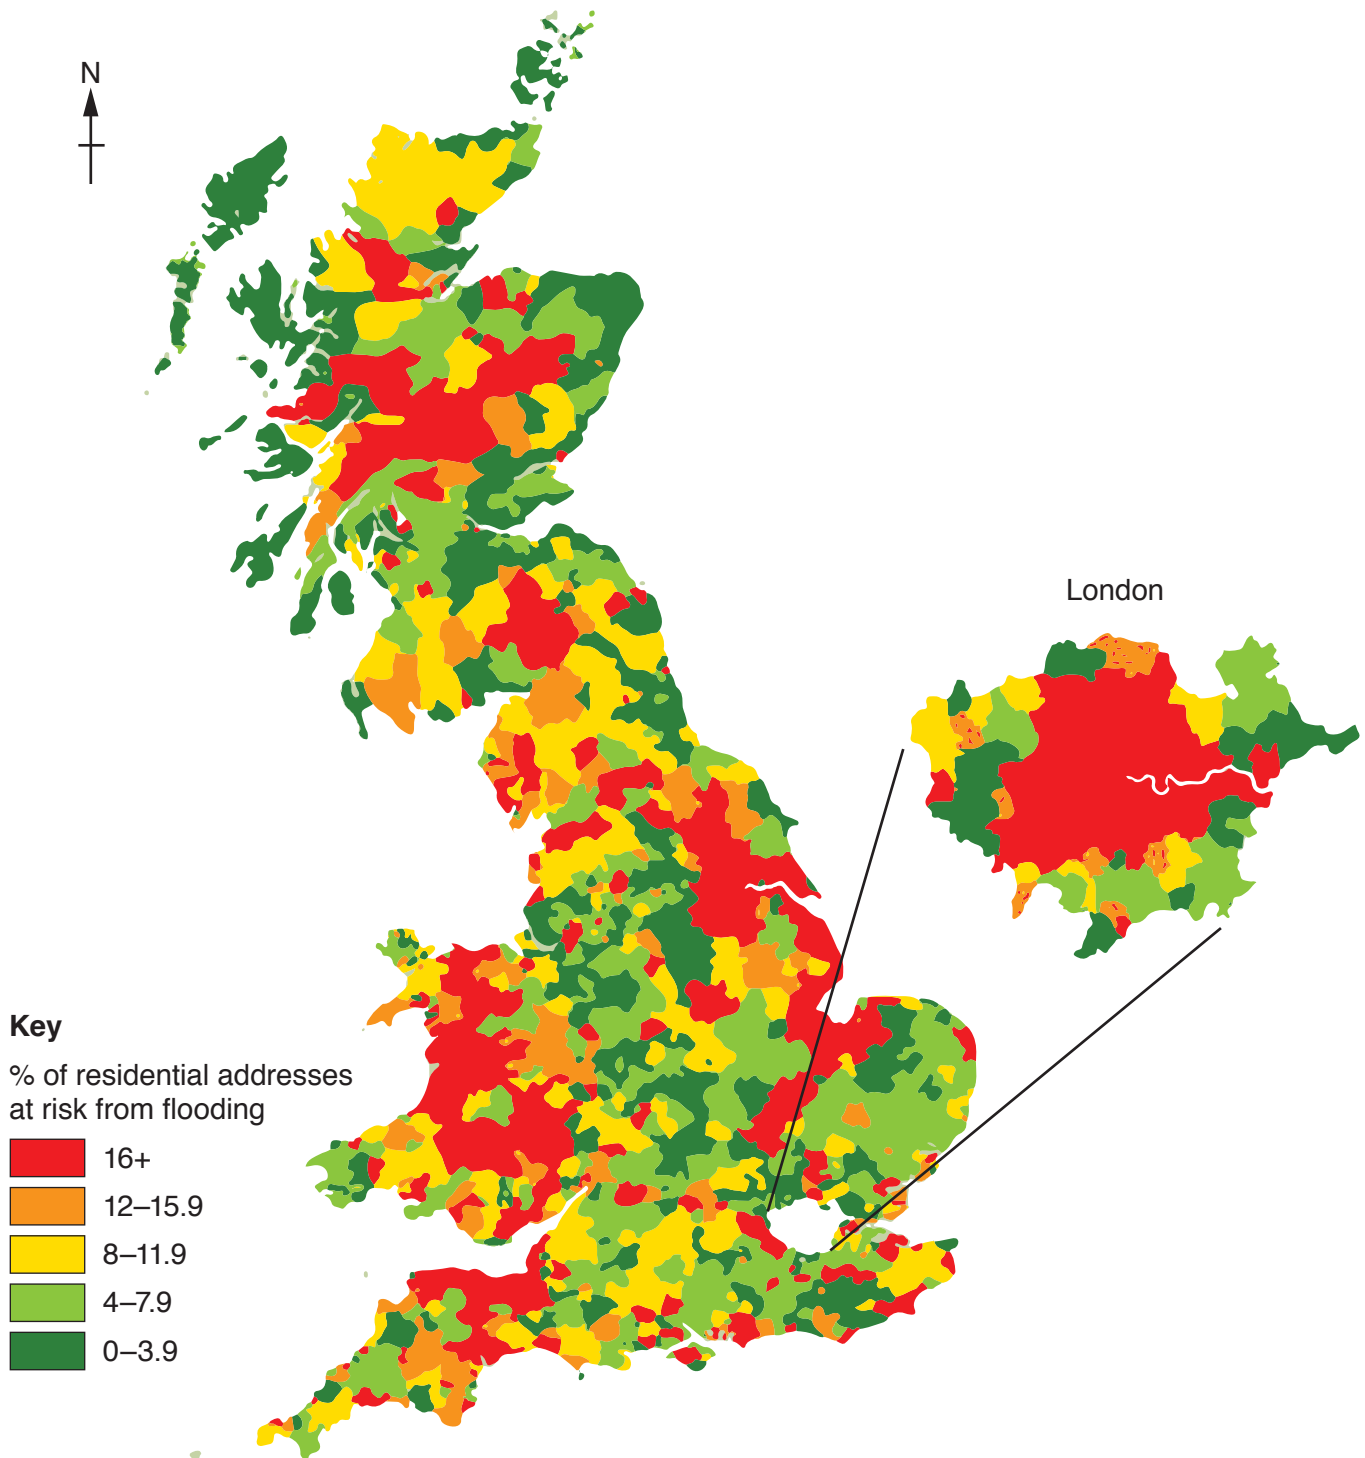 N
London
Key
% of residential addresses
at risk from flooding
16+
12–15.9
8–11.9
4–7.9
0–3.9